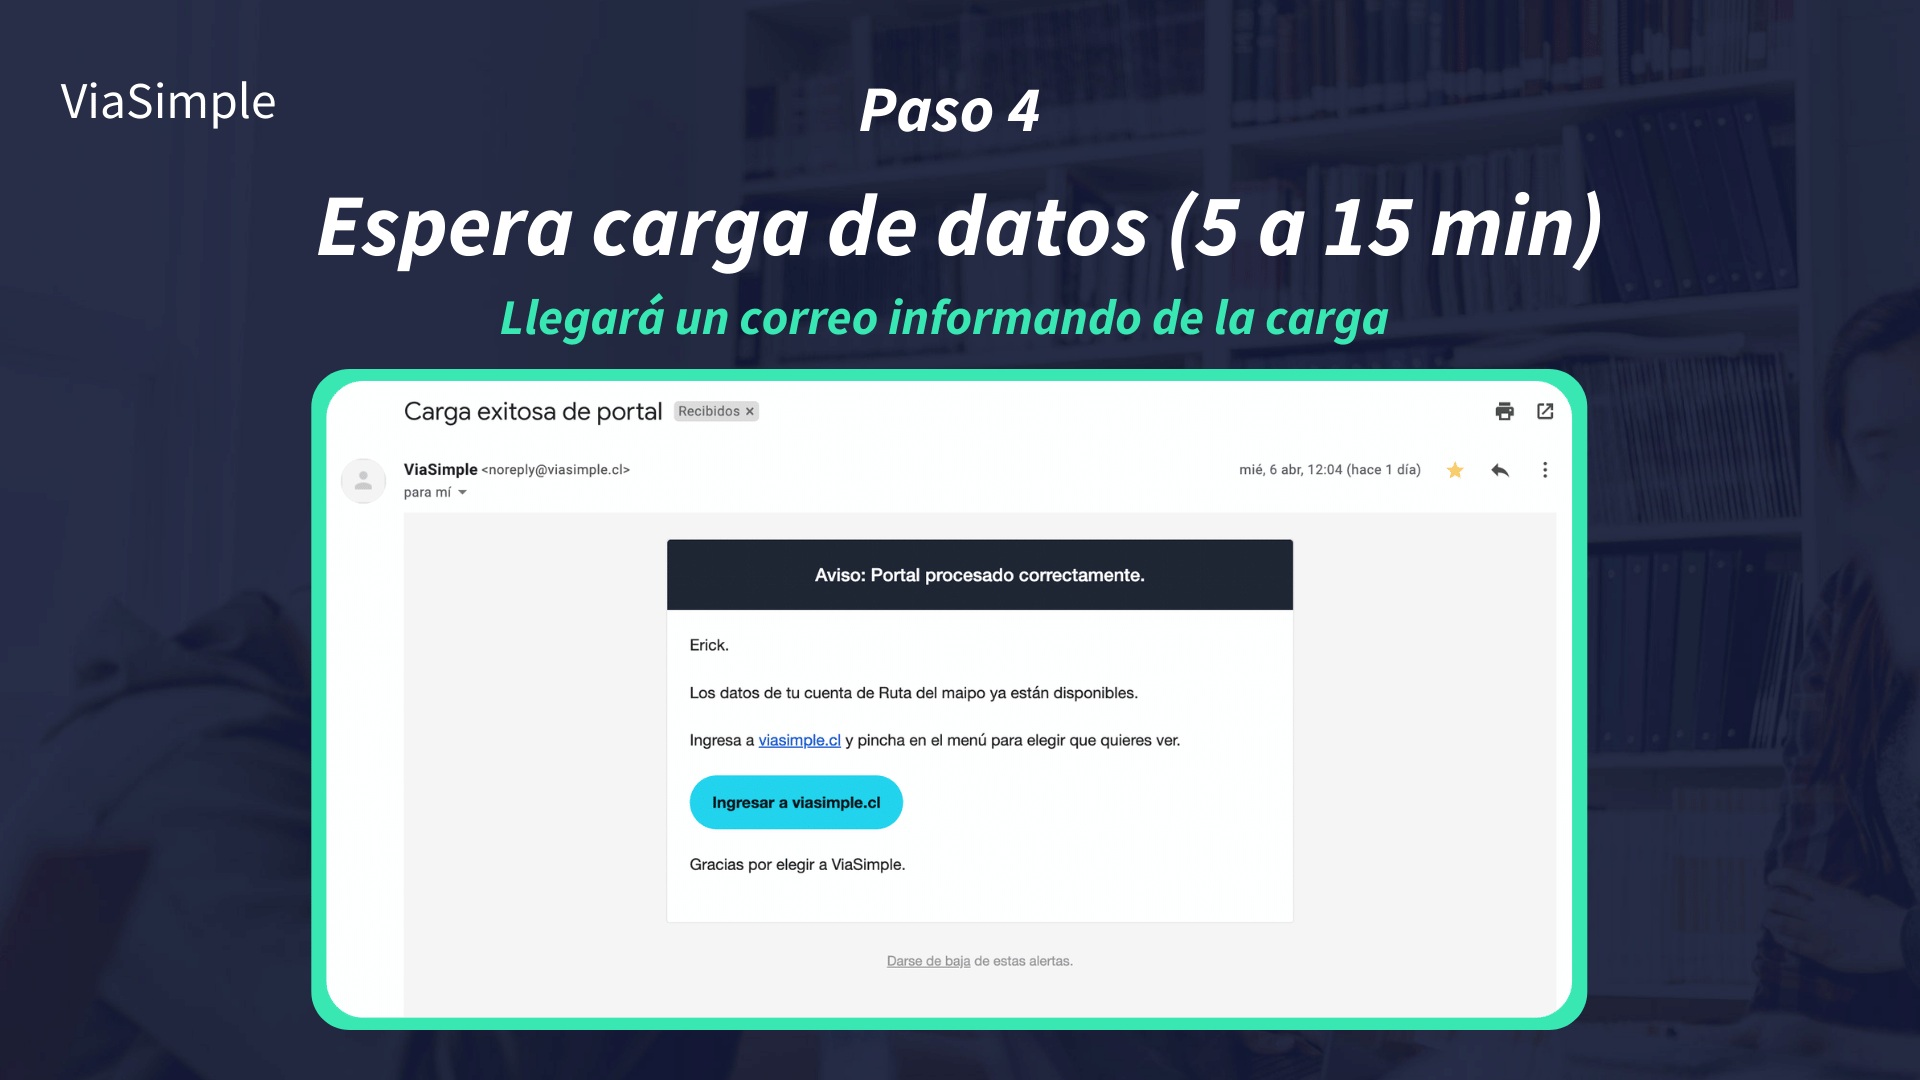 ViaSimple
Paso 4
Espera carga de datos (5 a 15 min)
Llegará un correo informando de la carga
Carga exitosa de portal Recibidos ×
ViaSimple <noreply@viasimple.cl> mié, 6 abr, 12:04 (hace 1 día)
para mí
Aviso: Portal procesado correctamente.
Erick.
Los datos de tu cuenta de Ruta del maipo ya están disponibles.
Ingresa a viasimple.cl y pincha en el menú para elegir que quieres ver.
Ingresar a viasimple.cl
Gracias por elegir a ViaSimple.
Darse de baja de estas alertas.